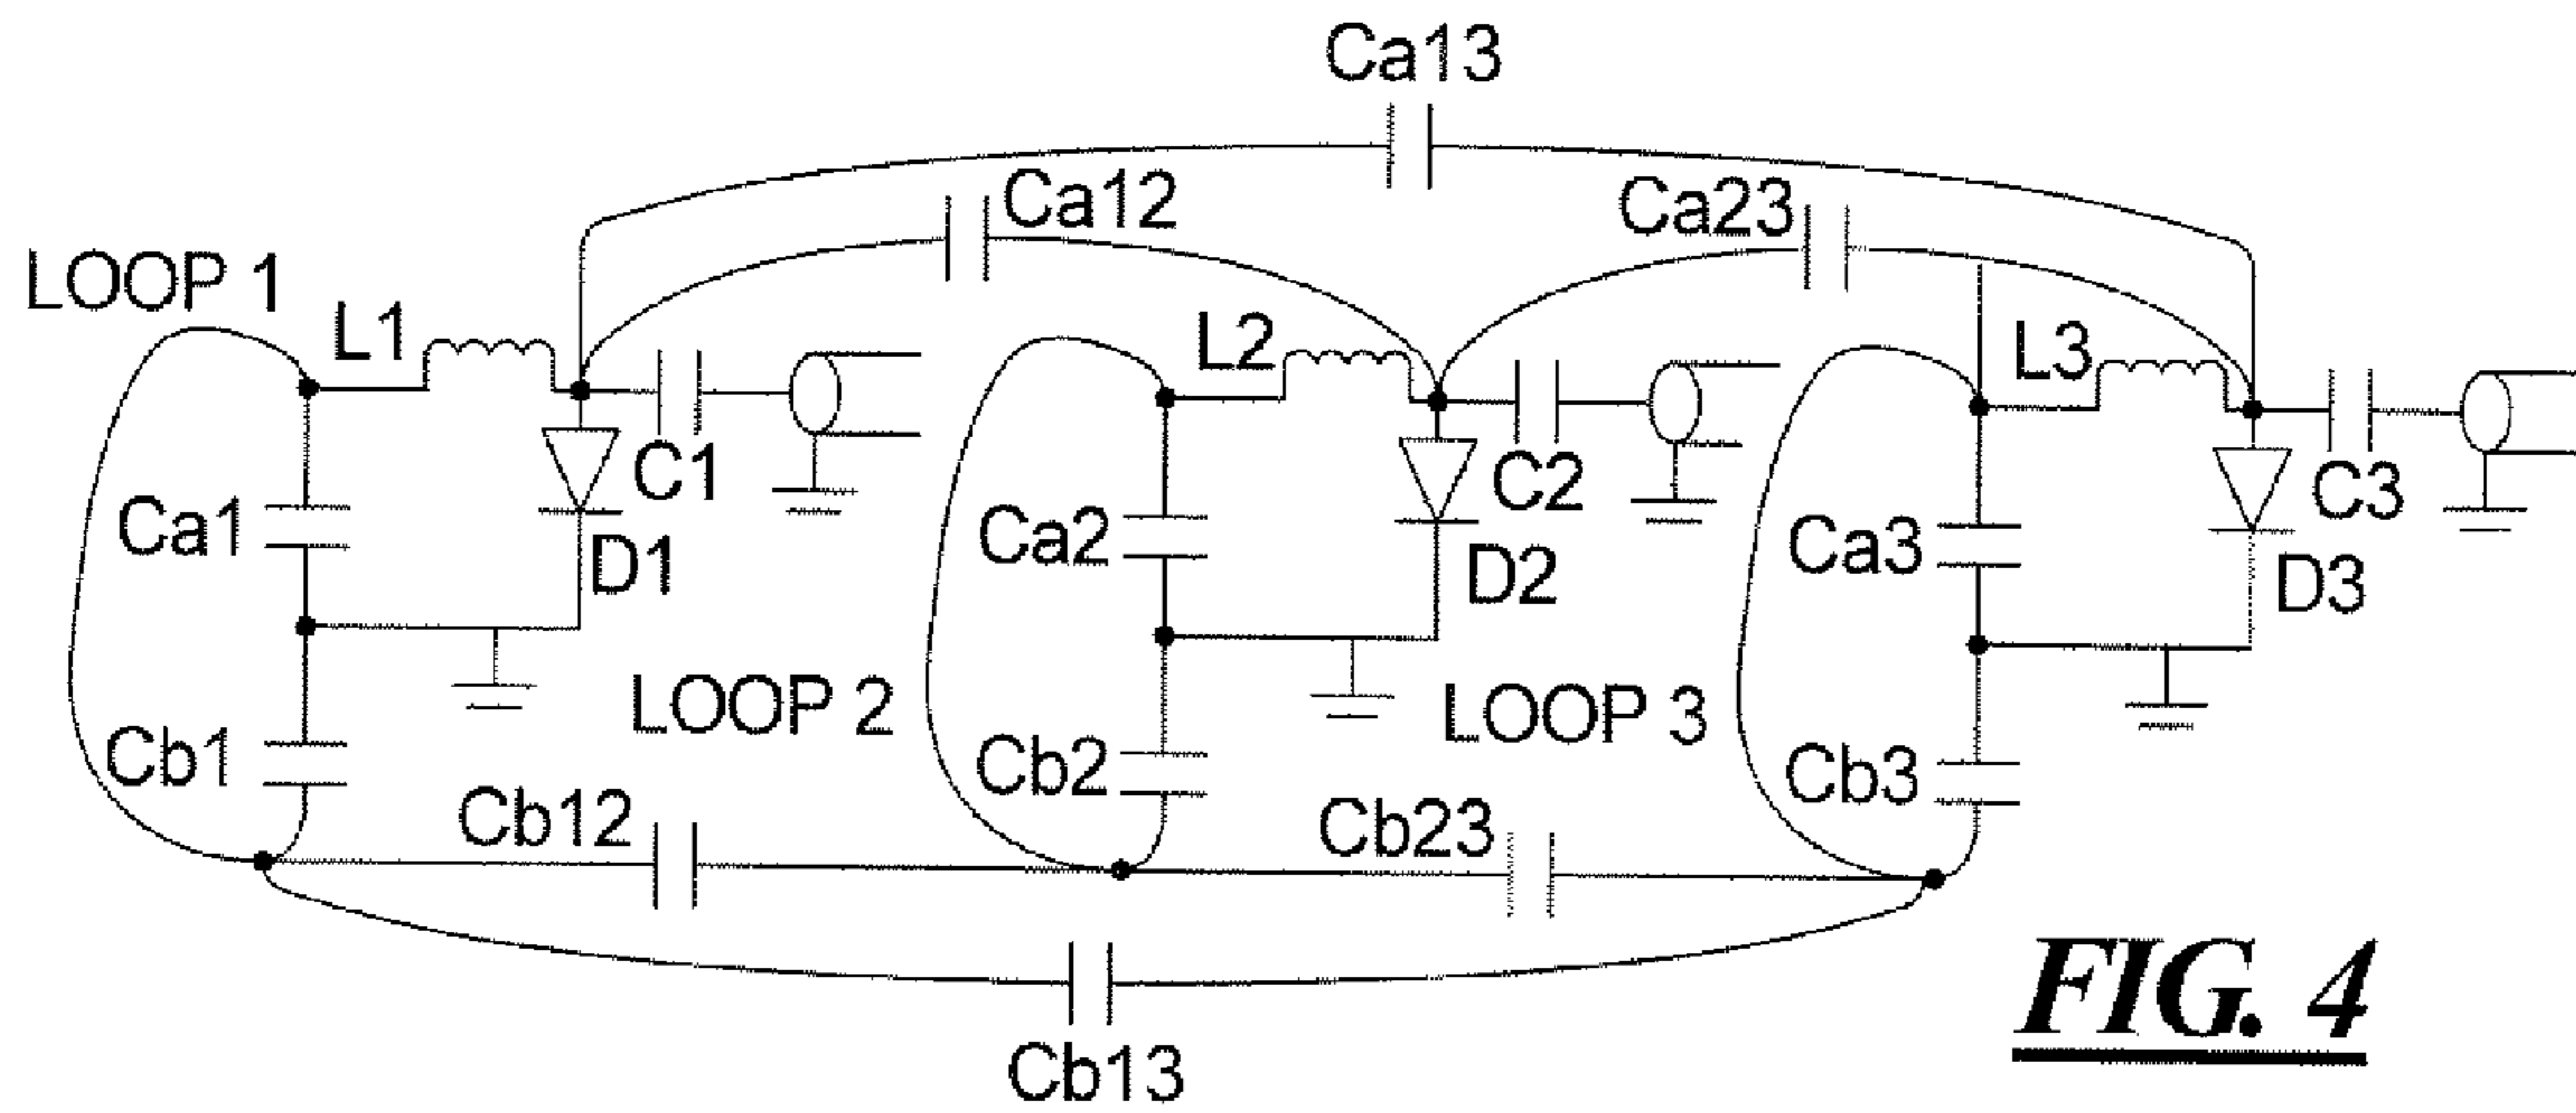 Ca13
Ca12
Ca23
LOOP 1
L1
L2
L3
C1
C2
C3
Ca1
Ca2
Ca3
D1
D2
D3
LOOP 2
LOOP 3
Cb1
Cb2
Cb3
Cb12
Cb23
Cb13
FIG. 4